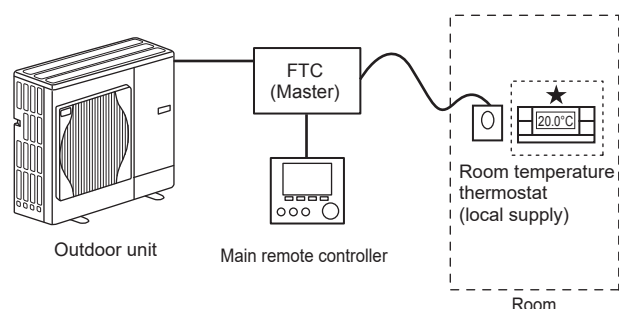 FTC
(Master)
20.0°C
Room temperature
thermostat
(local supply)
Outdoor unit
Main remote controller
Room